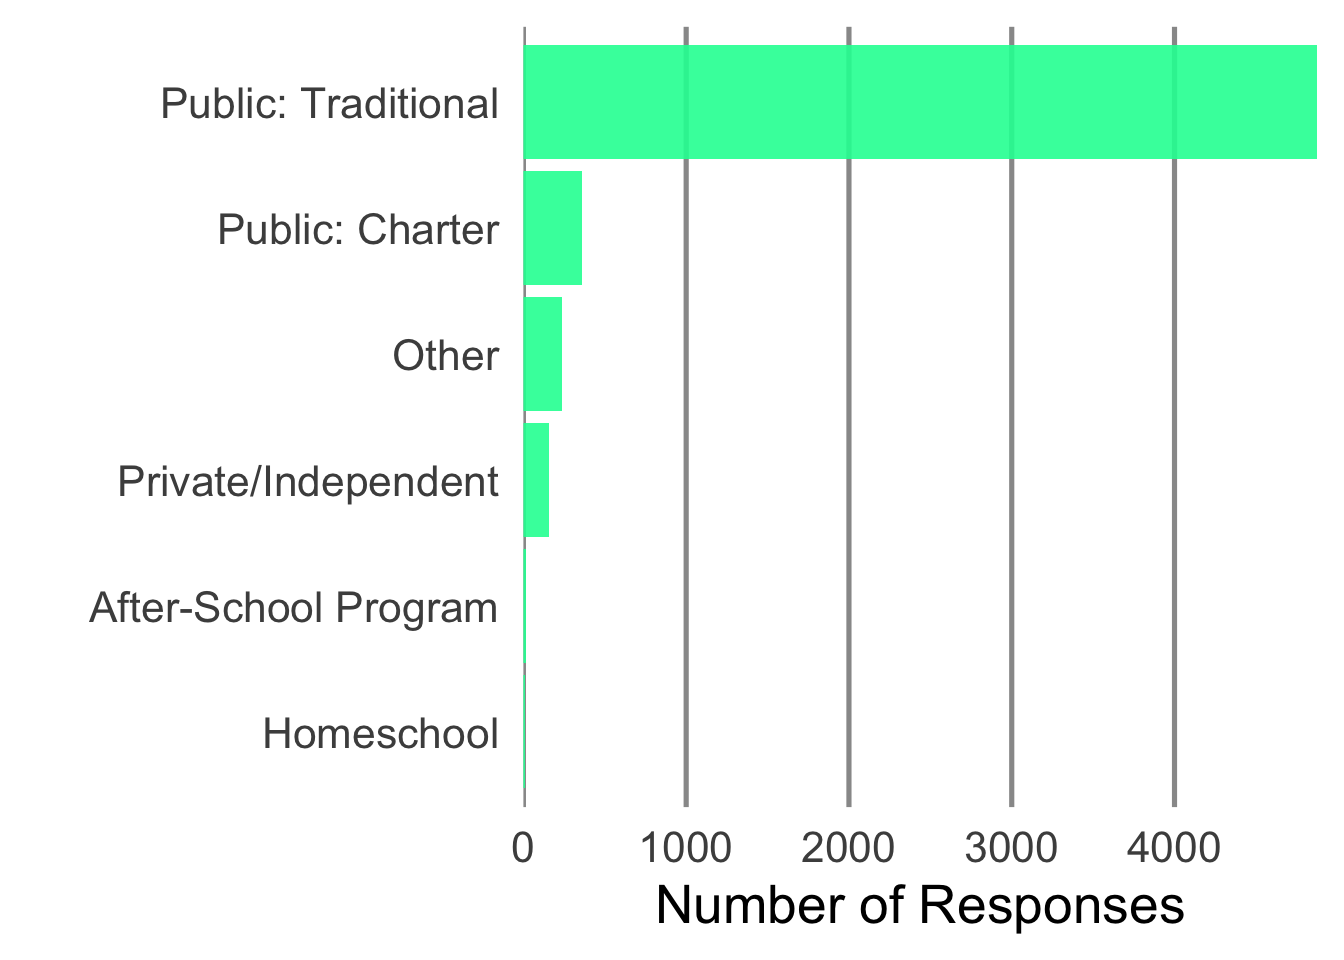 Public: Traditional
Public: Charter
Other
Private/Independent
After-School Program
Homeschool
0 1000 2000 3000 4000
Number of Responses